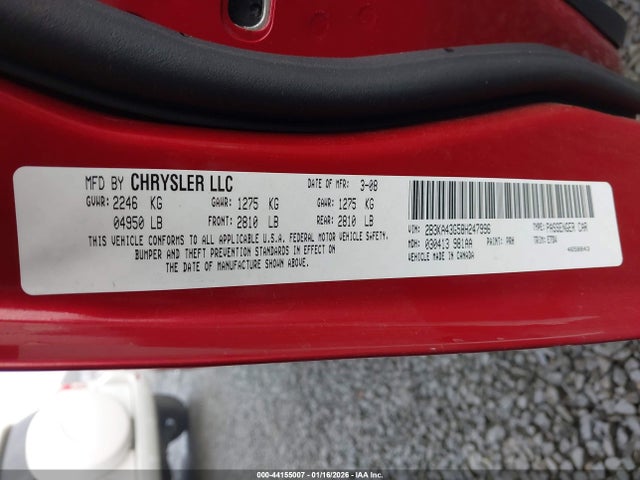 MFD BY CHRYSLER LLC DATE OF MFR: 3-08
GVWR: 2246 KG GAWR: 1275 KG GAWR: 1275 KG
04950 LB FRONT: 2810 LB REAR: 2810 LB
THIS VEHICLE CONFORMS TO ALL APPLICABLE U.S.A. FEDERAL MOTOR VEHICLE SAFETY,
BUMPER AND THEFT PREVENTION STANDARDS IN EFFECT ON
THE DATE OF MANUFACTURE SHOWN ABOVE.
VIN: 2B3KA43G58H247996 TYPE: PASSENGER CAR
MDH: 030413 981AA PAINT: PRH TRIM: E7DA
VEHICLE MADE IN CANADA
000-44155007 - 01/16/2026 - IAA Inc.